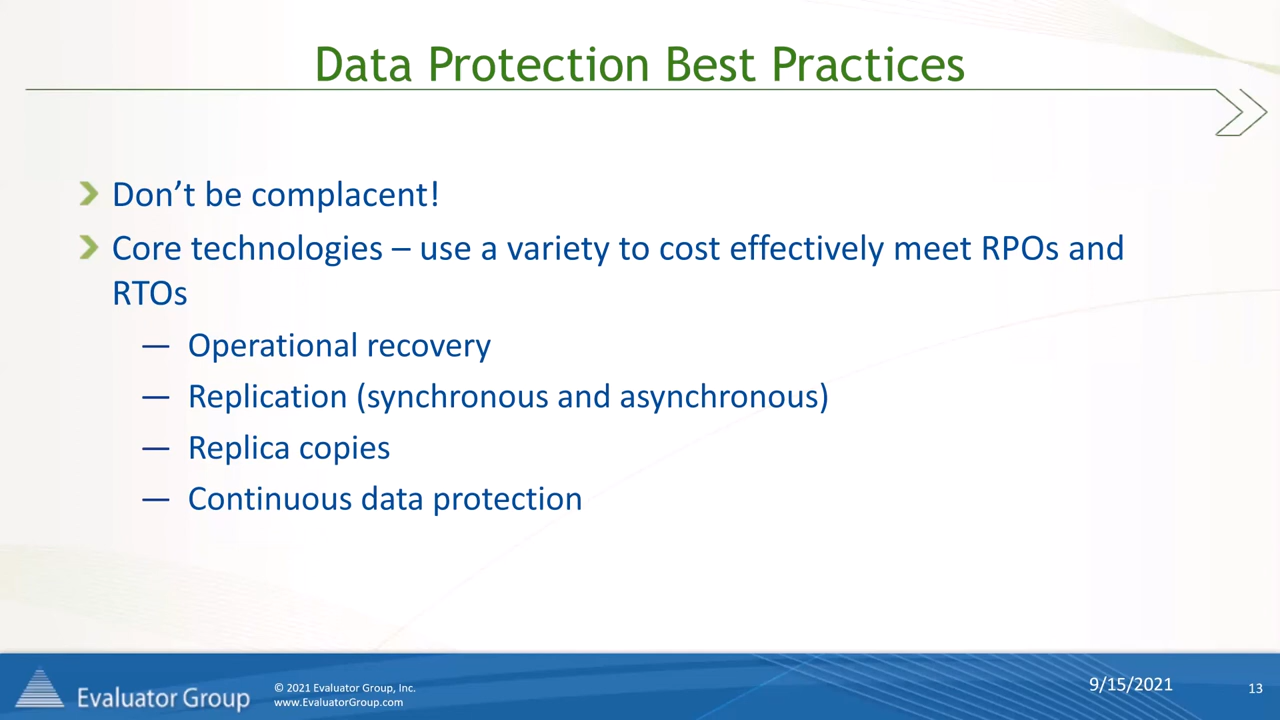 Data Protection Best Practices
Don’t be complacent!
Core technologies – use a variety to cost effectively meet RPOs and
RTOs
— Operational recovery
— Replication (synchronous and asynchronous)
— Replica copies
— Continuous data protection
Evaluator Group
© 2021 Evaluator Group, Inc.
www.EvaluatorGroup.com
9/15/2021
13